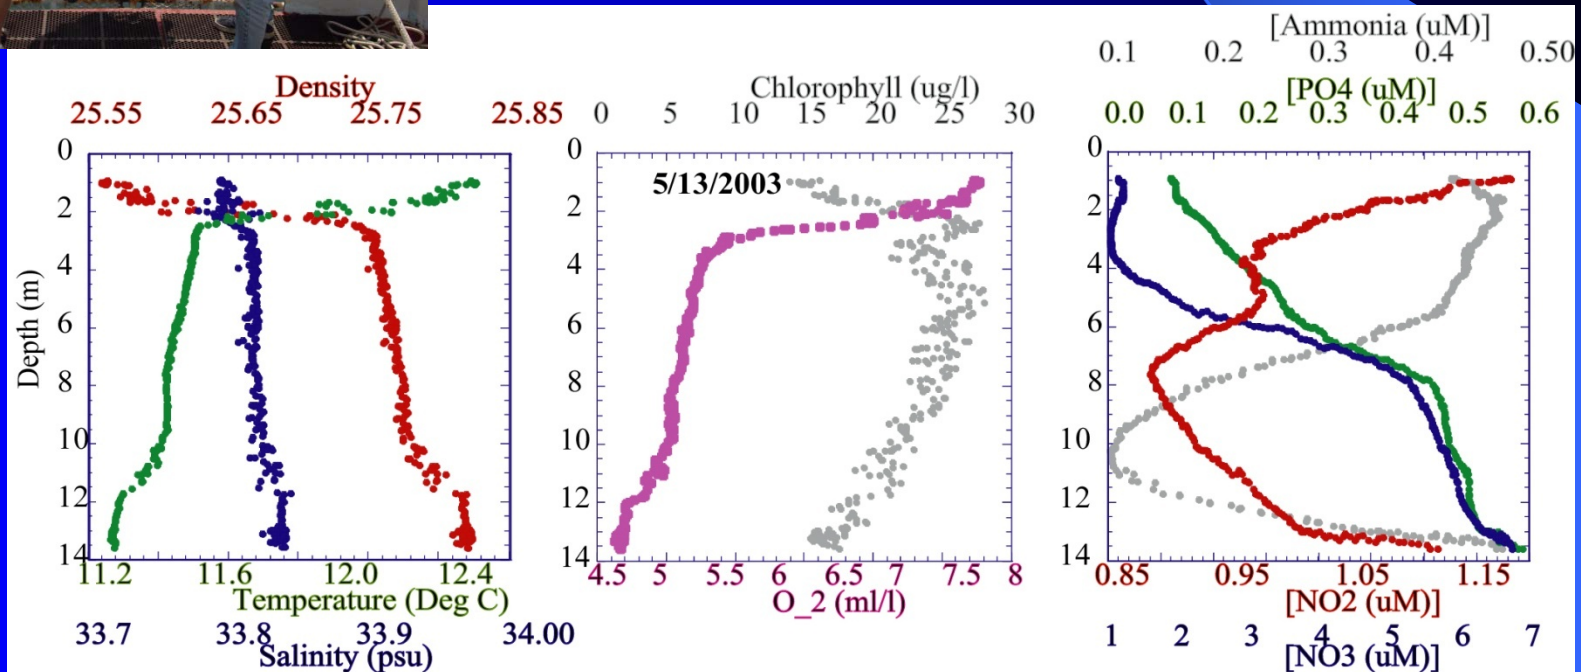 Density
25.55 25.65 25.75 25.85
0
2
4
6
8
10
12
14
Depth (m)
11.2 11.6 12.0 12.4
Temperature (Deg C)
33.7 33.8 33.9 34.00
Salinity (psu)
Chlorophyll (ug/l)
0 5 10 15 20 25 30
5/13/2003
0
2
4
6
8
10
12
14
4.5 5 5.5 6 6.5 7 7.5 8
O_2 (ml/l)
[Ammonia (uM)]
0.1 0.2 0.3 0.4 0.50
[PO4 (uM)]
0.0 0.1 0.2 0.3 0.4 0.5 0.6
0
2
4
6
8
10
12
14
0.85 0.95 1.05 1.15
[NO2 (uM)]
1 2 3 4 5 6 7
[NO3 (uM)]